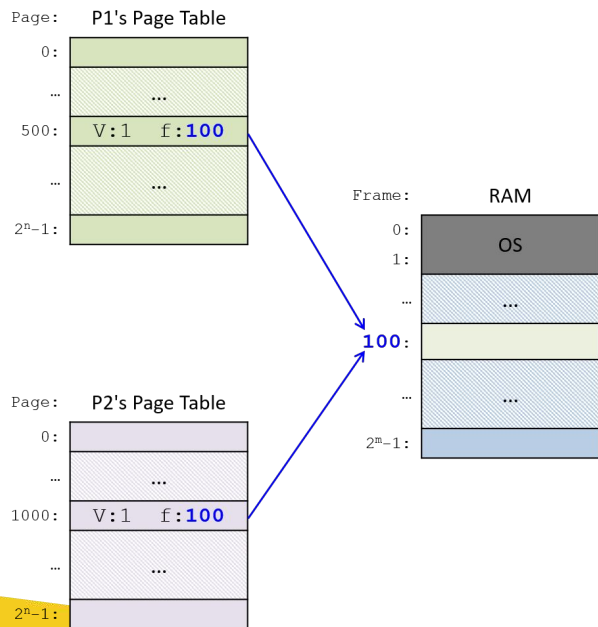 Page: P1's Page Table
0:
… ...
500: V:1 f:100
… ...
2ⁿ-1:
Frame: RAM
0:
OS
1:
… ...
100:
… ...
2ᵐ-1:
Page: P2's Page Table
0:
… ...
1000: V:1 f:100
… ...
2ⁿ-1: